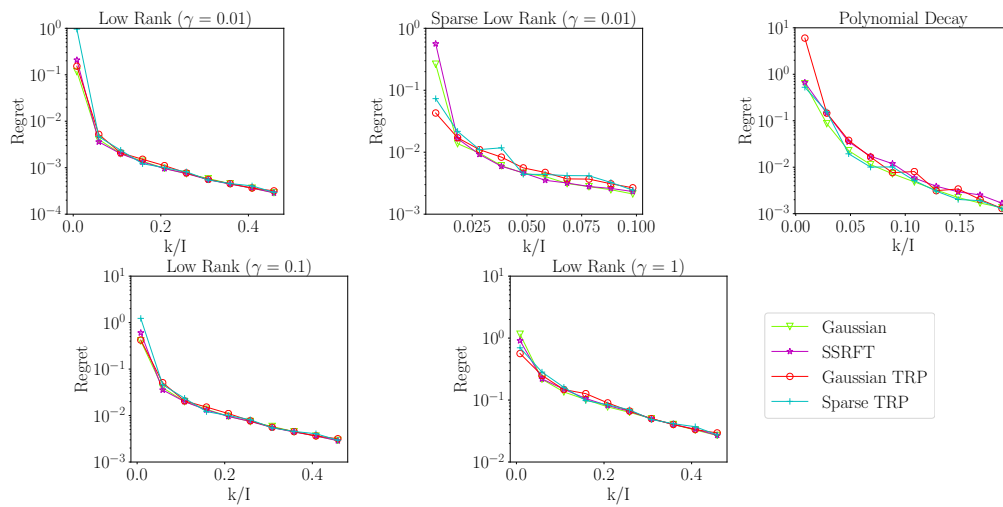 Low Rank (γ = 0.01)
10^0
10^{-1}
10^{-2}
10^{-3}
10^{-4}
Regret
0.0
0.2
0.4
k/I
Sparse Low Rank (γ = 0.01)
10^0
10^{-1}
10^{-2}
10^{-3}
Regret
0.025
0.050
0.075
0.100
k/I
Polynomial Decay
10^1
10^0
10^{-1}
10^{-2}
10^{-3}
Regret
0.00
0.05
0.10
0.15
k/I
Low Rank (γ = 0.1)
10^1
10^0
10^{-1}
10^{-2}
10^{-3}
Regret
0.0
0.2
0.4
k/I
Low Rank (γ = 1)
10^1
10^0
10^{-1}
10^{-2}
Regret
0.0
0.2
0.4
k/I
Gaussian
SSRFT
Gaussian TRP
Sparse TRP